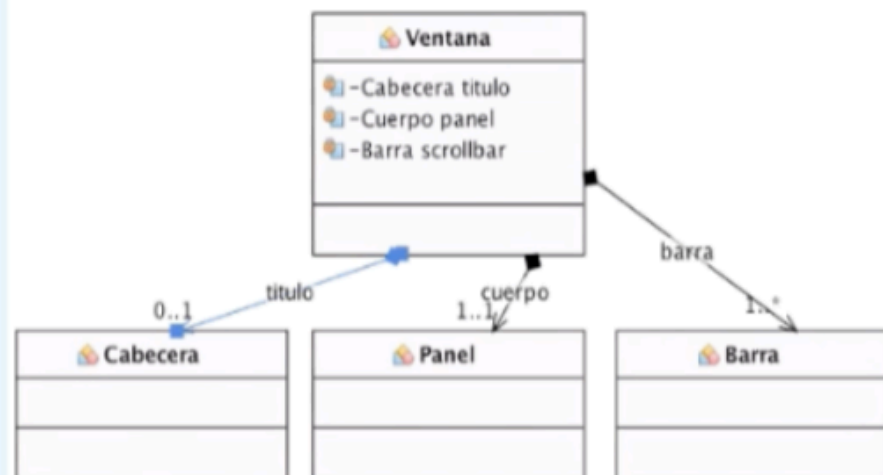 Ventana
-Cabecera titulo
-Cuerpo panel
-Barra scrollbar
barra
titulo
cuerpo
0..1
1..1
1..*
Cabecera
Panel
Barra